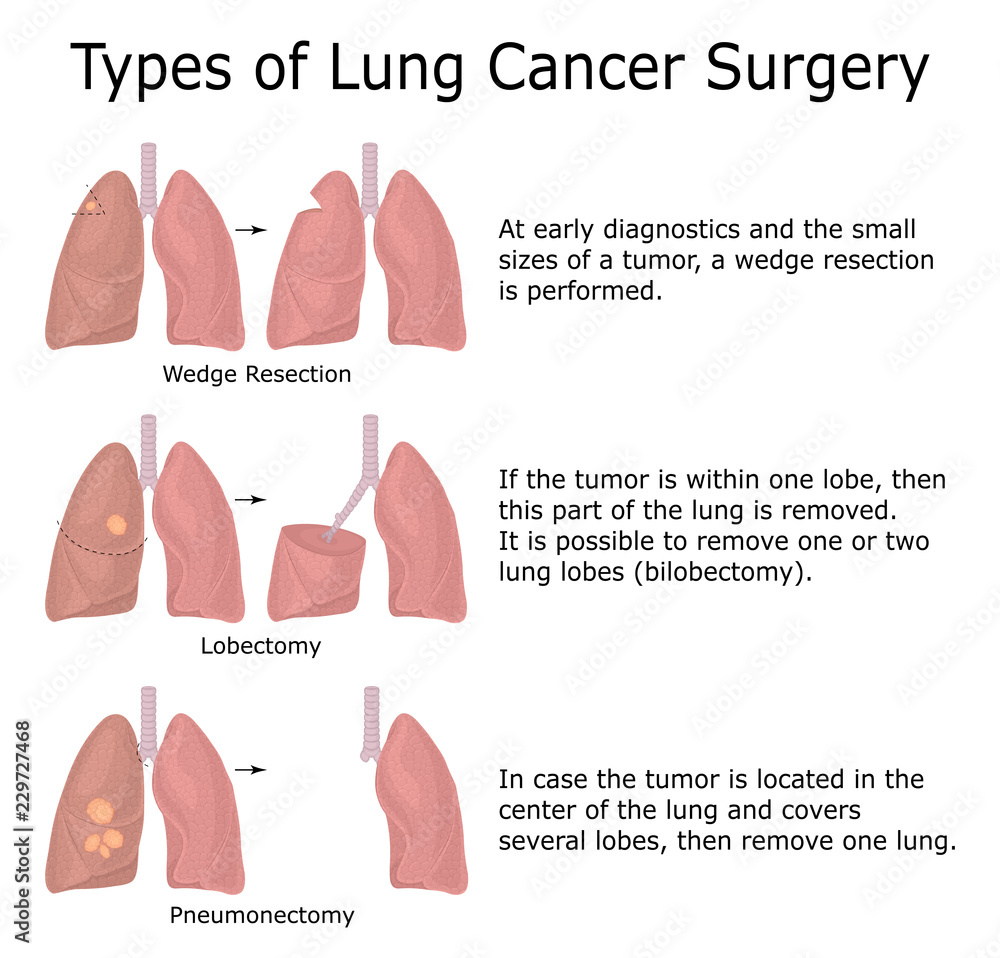 Types of Lung Cancer Surgery
At early diagnostics and the small
sizes of a tumor, a wedge resection
is performed.
Wedge Resection
If the tumor is within one lobe, then
this part of the lung is removed.
It is possible to remove one or two
lung lobes (bilobectomy).
Lobectomy
In case the tumor is located in the
center of the lung and covers
several lobes, then remove one lung.
Pneumonectomy
Adobe Stock | #229727468
Adobe Stock